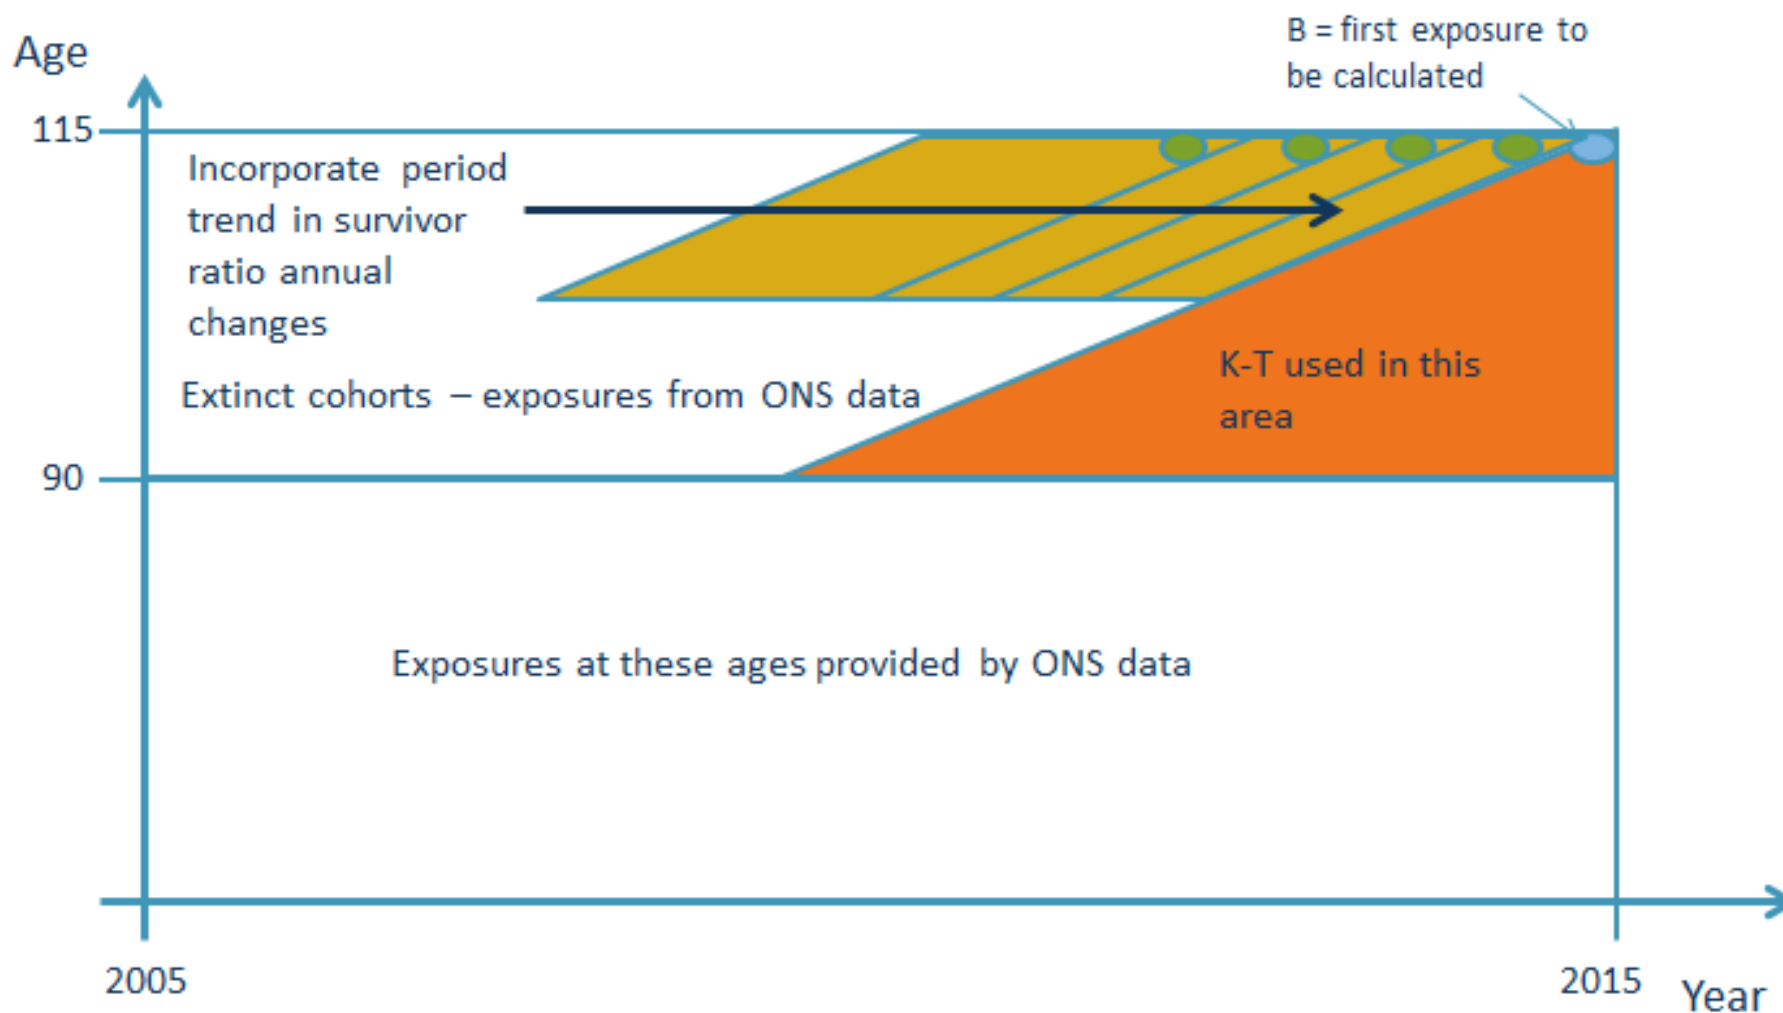 B = first exposure to
be calculated
Age
115
Incorporate period
trend in survivor
ratio annual
changes
K-T used in this
area
Extinct cohorts – exposures from ONS data
90
Exposures at these ages provided by ONS data
2005
2015
Year